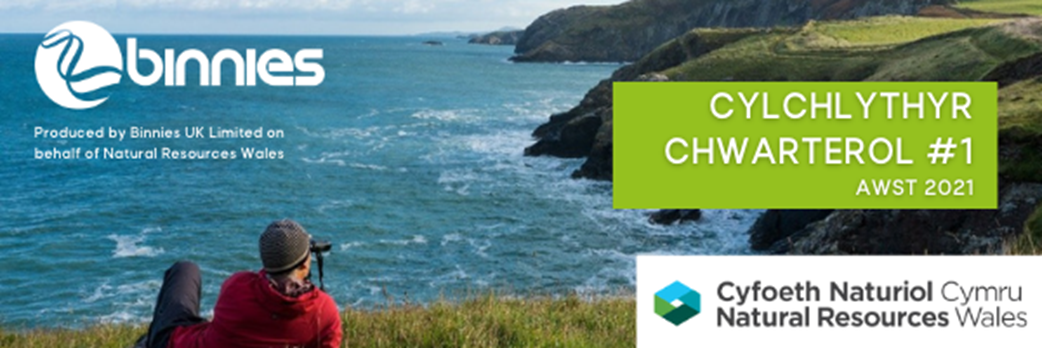 binnies
Produced by Binnies UK Limited on
behalf of Natural Resources Wales
CYLCHLYTHYR
CHWARTEROL #1
AWST 2021
Cyfoeth Naturiol Cymru
Natural Resources Wales